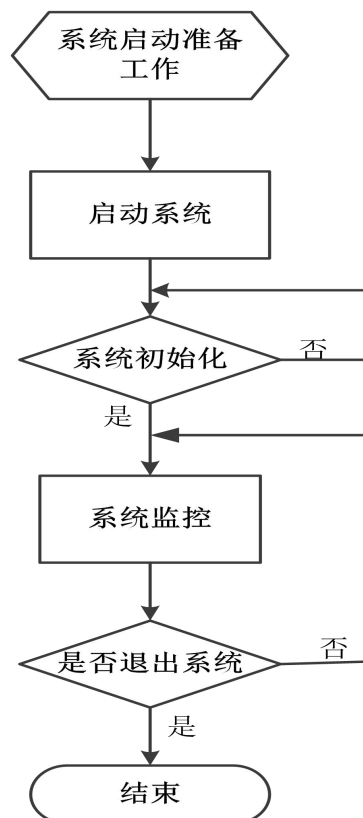 系统启动准备
工作
启动系统
系统初始化
否
是
系统监控
是否退出系统
否
是
结束